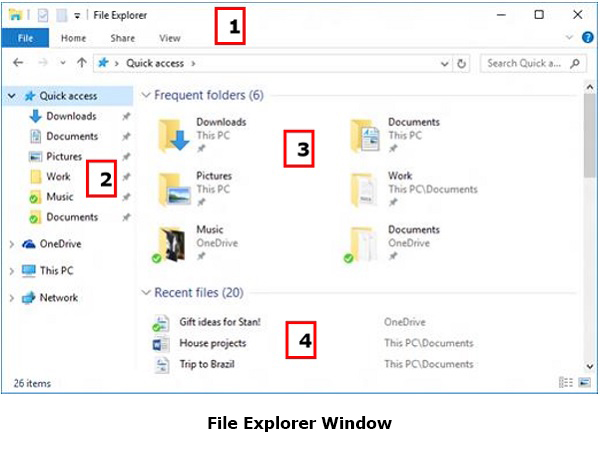 File Explorer
1
File Home Share View
Quick access Search Quick a...
Quick access
Downloads
Documents
Pictures
Work
2
Music
Documents
OneDrive
This PC
Network
Frequent folders (6)
Downloads
This PC
Documents
This PC
3
Pictures
This PC
Work
This PC\Documents
Music
OneDrive
Documents
OneDrive
Recent files (20)
Gift ideas for Stan! OneDrive
House projects This PC\Documents
4
Trip to Brazil This PC\Documents
26 items
File Explorer Window